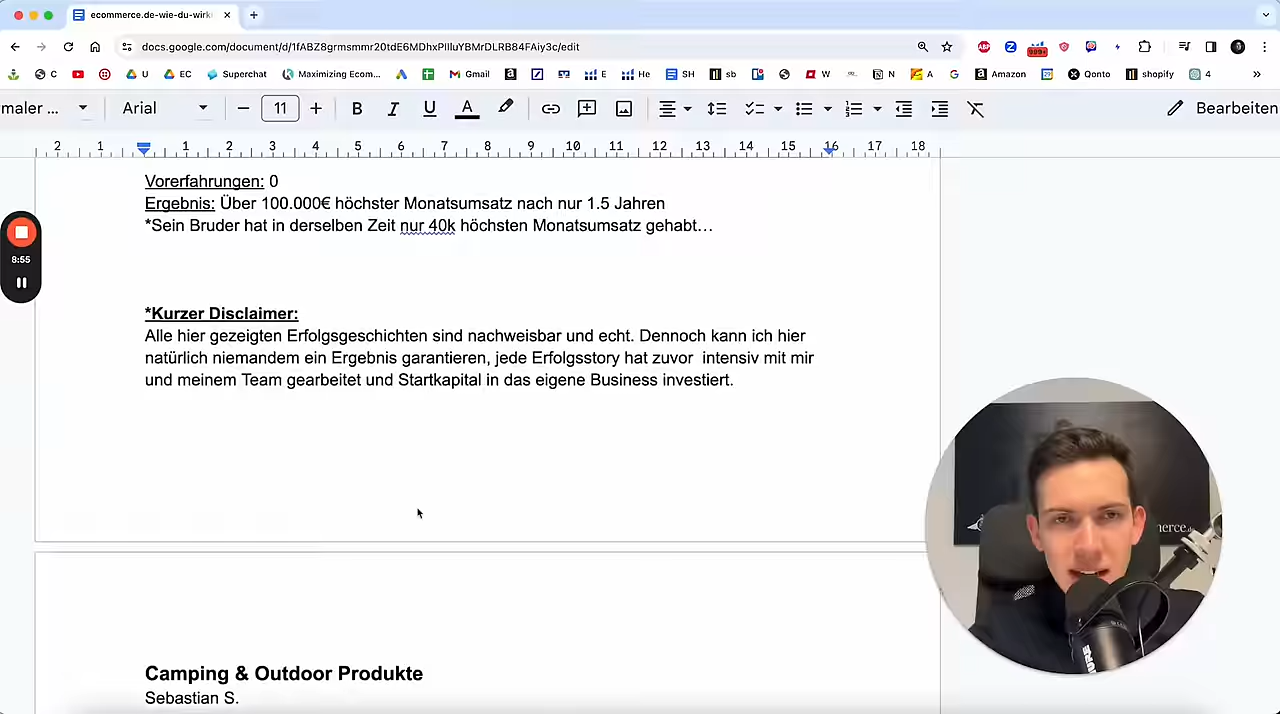 ecommerce.de-wie-du-wirk
docs.google.com/document/d/1fABZ8grmsmmr20tdE6MDhxPIlluYBMrDLRB84FAiy3c/edit
C U EC Superchat Maximizing Ecom... Gmail E He SH sb W N A Amazon Qonto shopify 4 »
maler ... Arial 11 B I U A Bearbeiten
2 1 1 2 3 4 5 6 7 8 9 10 11 12 13 14 15 16 17 18
Vorerfahrungen: 0
Ergebnis: Über 100.000€ höchster Monatsumsatz nach nur 1.5 Jahren
*Sein Bruder hat in derselben Zeit nur 40k höchsten Monatsumsatz gehabt…
8:55
*Kurzer Disclaimer:
Alle hier gezeigten Erfolgsgeschichten sind nachweisbar und echt. Dennoch kann ich hier
natürlich niemandem ein Ergebnis garantieren, jede Erfolgsstory hat zuvor intensiv mit mir
und meinem Team gearbeitet und Startkapital in das eigene Business investiert.
Camping & Outdoor Produkte
Sebastian S.